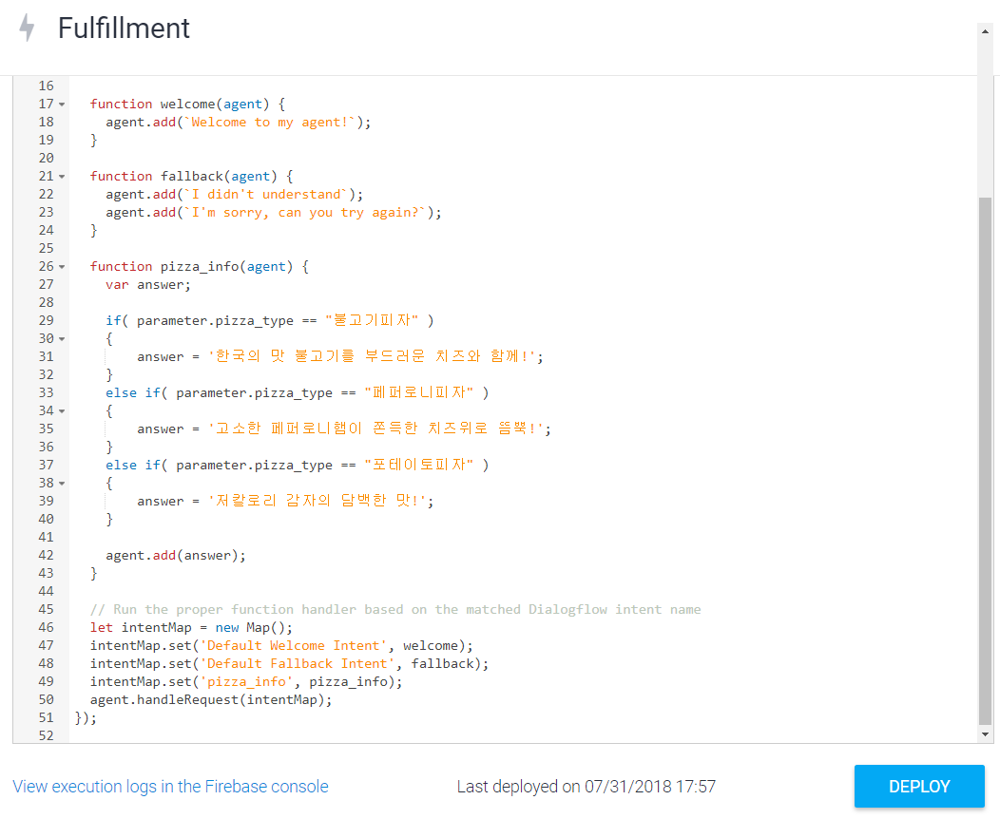 Fulfillment
16
17 function welcome(agent) {
18 agent.add(`Welcome to my agent!`);
19 }
20
21 function fallback(agent) {
22 agent.add(`I didn't understand`);
23 agent.add(`I'm sorry, can you try again?`);
24 }
25
26 function pizza_info(agent) {
27 var answer;
28
29 if( parameter.pizza_type == "불고기피자" )
30 {
31 answer = '한국의 맛 불고기를 부드러운 치즈와 함께!';
32 }
33 else if( parameter.pizza_type == "페퍼로니피자" )
34 {
35 answer = '고소한 페퍼로니햄이 쫀득한 치즈위로 듬뿍!';
36 }
37 else if( parameter.pizza_type == "포테이토피자" )
38 {
39 answer = '저칼로리 감자의 담백한 맛!';
40 }
41
42 agent.add(answer);
43 }
44
45 // Run the proper function handler based on the matched Dialogflow intent name
46 let intentMap = new Map();
47 intentMap.set('Default Welcome Intent', welcome);
48 intentMap.set('Default Fallback Intent', fallback);
49 intentMap.set('pizza_info', pizza_info);
50 agent.handleRequest(intentMap);
51 });
52
View execution logs in the Firebase console Last deployed on 07/31/2018 17:57 DEPLOY